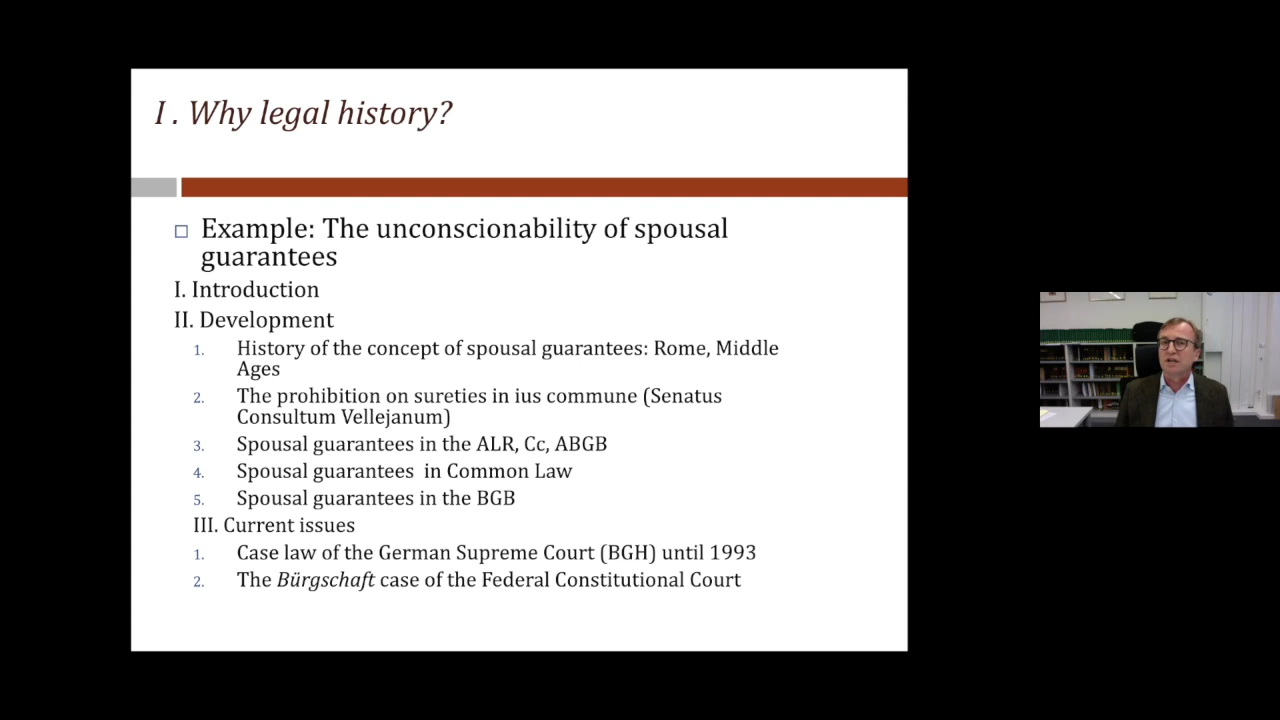 I . Why legal history?
□ Example: The unconscionability of spousal
guarantees
I. Introduction
II. Development
1. History of the concept of spousal guarantees: Rome, Middle
Ages
2. The prohibition on sureties in ius commune (Senatus
Consultum Vellejanum)
3. Spousal guarantees in the ALR, Cc, ABGB
4. Spousal guarantees in Common Law
5. Spousal guarantees in the BGB
III. Current issues
1. Case law of the German Supreme Court (BGH) until 1993
2. The Bürgschaft case of the Federal Constitutional Court